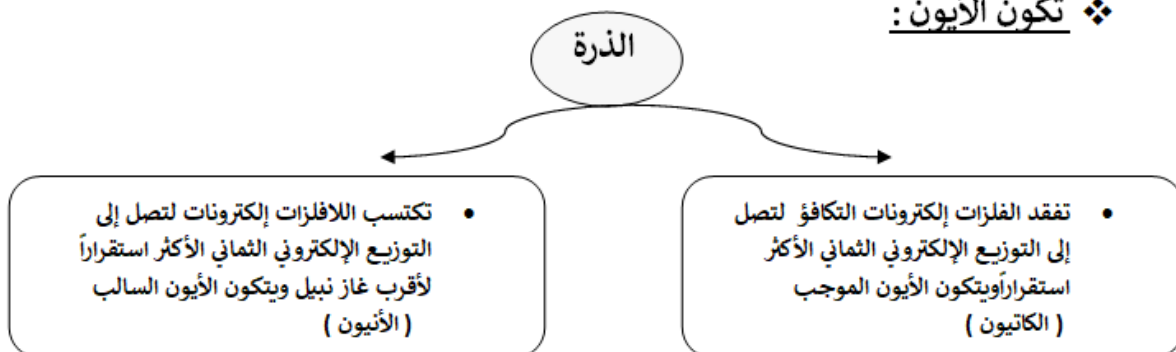 ❖ تكون الأيون :
الذرة
• تفقد الفلزات إلكترونات التكافؤ لتصل
إلى التوزيع الإلكتروني الثماني الأكثر
استقراراًويتكون الأيون الموجب
( الكاتيون )
• تكتسب اللافلزات إلكترونات لتصل إلى
التوزيع الإلكتروني الثماني الأكثر استقراراً
لأقرب غاز نبيل ويتكون الأيون السالب
( الأنيون )